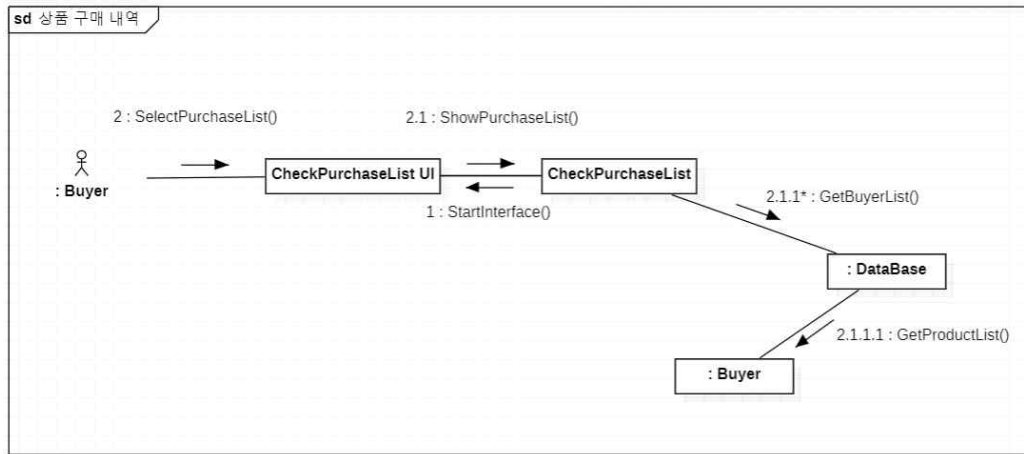 sd 상품 구매 내역
2 : SelectPurchaseList()
2.1 : ShowPurchaseList()
: Buyer
CheckPurchaseList UI
CheckPurchaseList
1 : StartInterface()
2.1.1* : GetBuyerList()
: DataBase
2.1.1.1 : GetProductList()
: Buyer